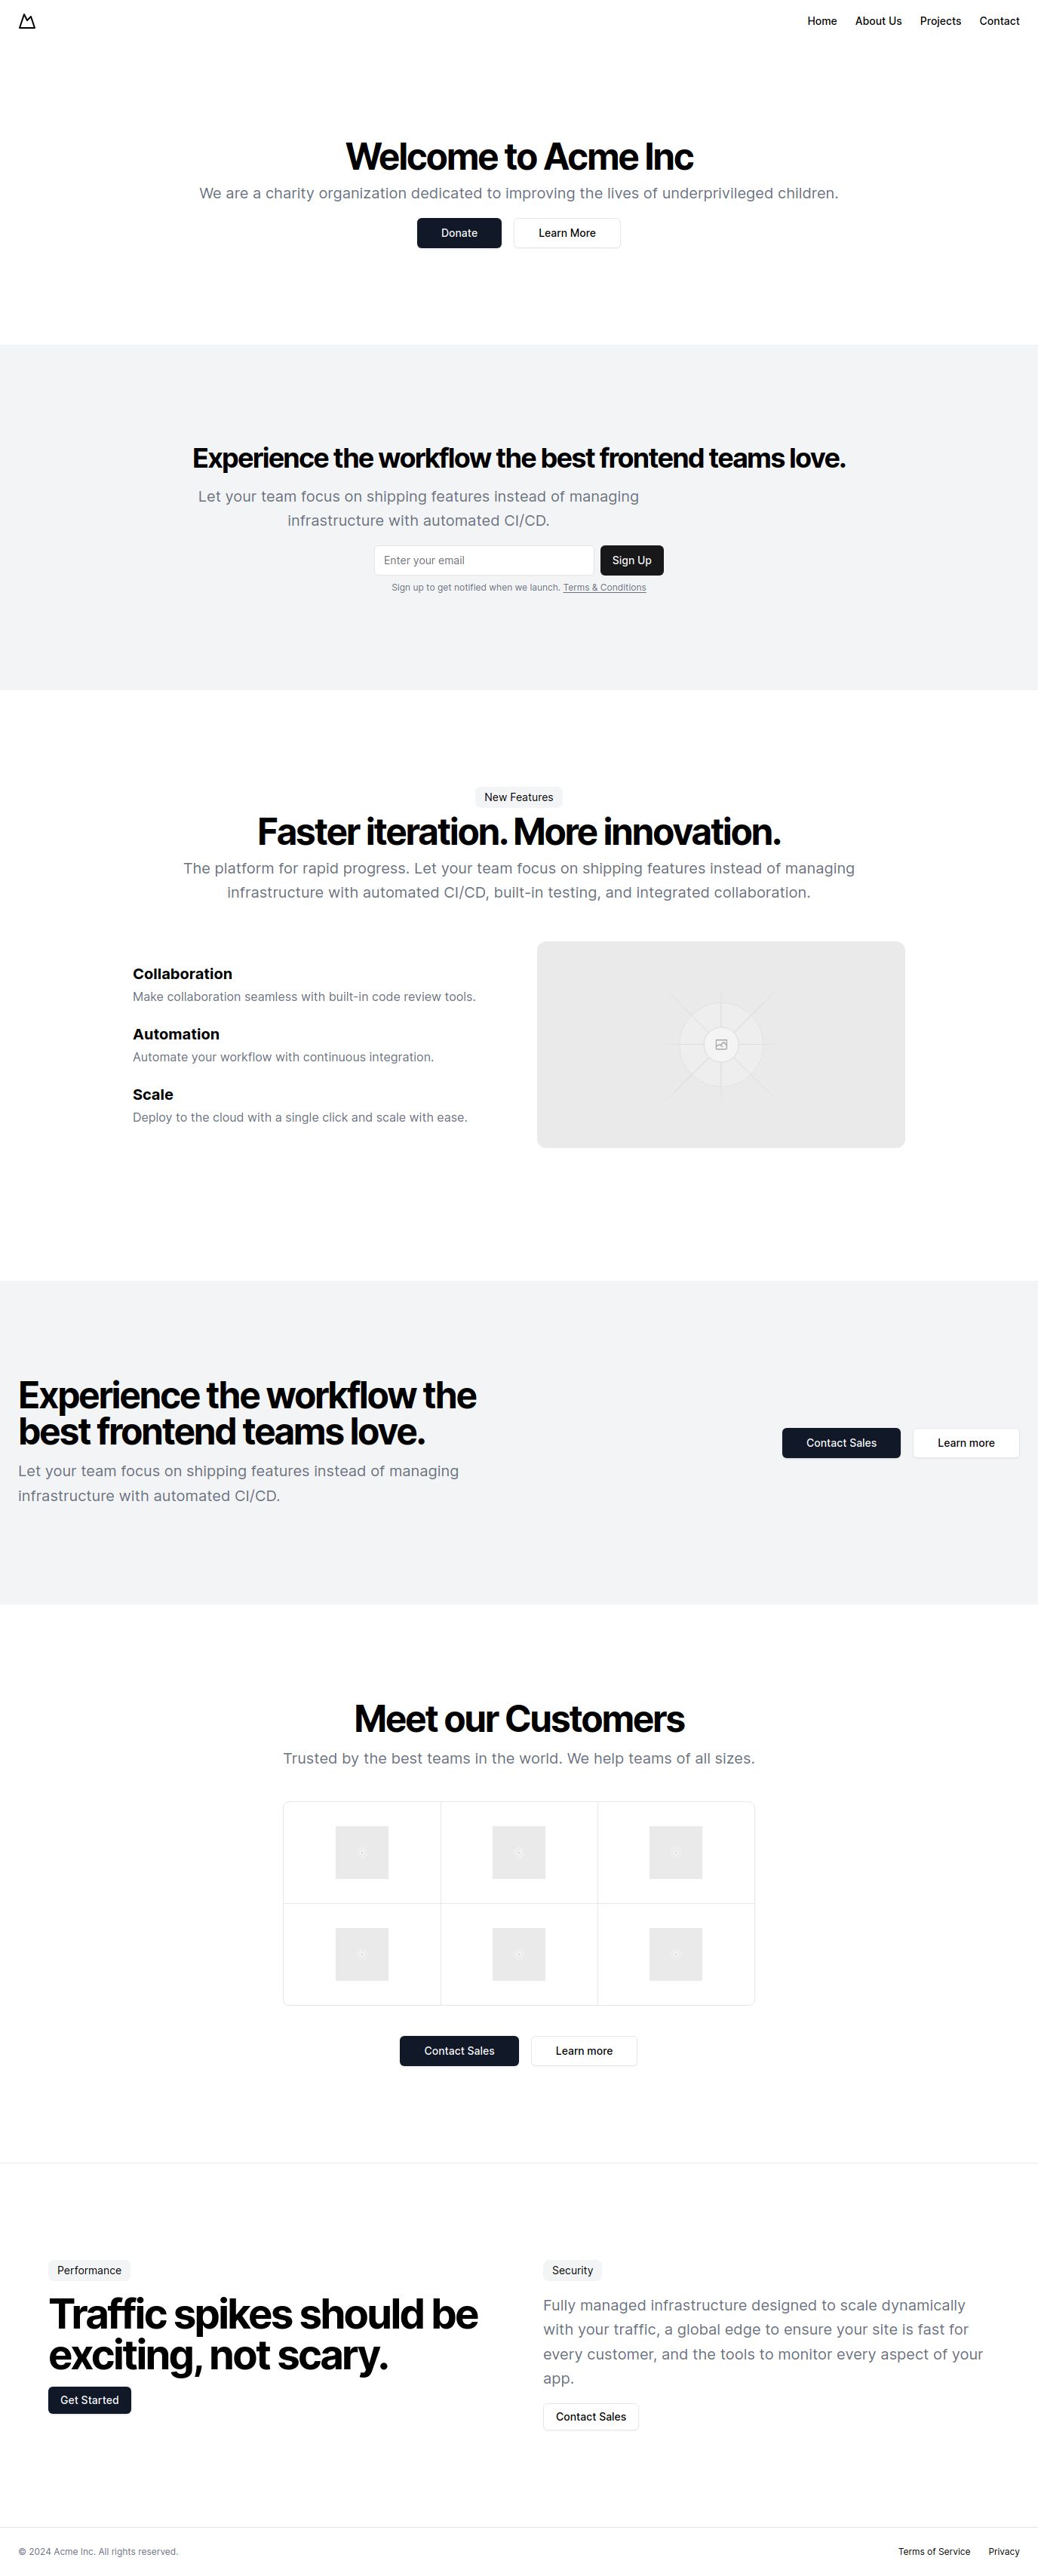 Home About Us Projects Contact
Welcome to Acme Inc
We are a charity organization dedicated to improving the lives of underprivileged children.
Donate Learn More
Experience the workflow the best frontend teams love.
Let your team focus on shipping features instead of managing
infrastructure with automated CI/CD.
Enter your email Sign Up
Sign up to get notified when we launch. Terms & Conditions
New Features
Faster iteration. More innovation.
The platform for rapid progress. Let your team focus on shipping features instead of managing
infrastructure with automated CI/CD, built-in testing, and integrated collaboration.
Collaboration
Make collaboration seamless with built-in code review tools.
Automation
Automate your workflow with continuous integration.
Scale
Deploy to the cloud with a single click and scale with ease.
Experience the workflow the
best frontend teams love.
Let your team focus on shipping features instead of managing
infrastructure with automated CI/CD.
Contact Sales Learn more
Meet our Customers
Trusted by the best teams in the world. We help teams of all sizes.
Contact Sales Learn more
Performance
Traffic spikes should be
exciting, not scary.
Get Started
Security
Fully managed infrastructure designed to scale dynamically
with your traffic, a global edge to ensure your site is fast for
every customer, and the tools to monitor every aspect of your
app.
Contact Sales
© 2024 Acme Inc. All rights reserved.
Terms of Service Privacy